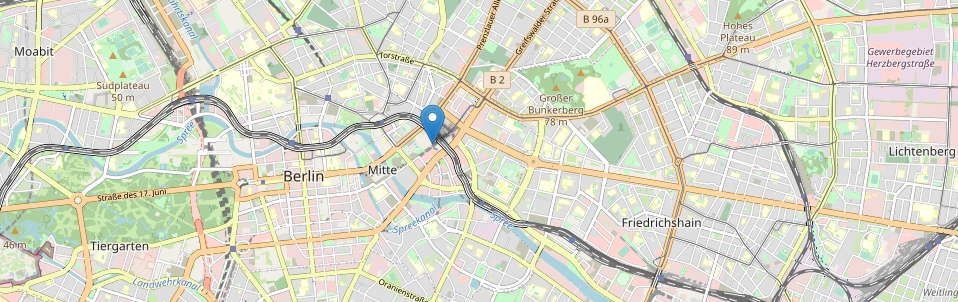 Moabit
Südplateau
50 m
Spree
Torstraße
Prenzlauer Allee
Greifswalder Straße
B 96a
B 2
Hohes
Plateau
89 m
Gewerbegebiet
Herzbergstraße
Großer
Bunkerberg
78 m
Lichtenberg
Mitte
Berlin
Straße des 17. Juni
Tiergarten
46 m
Landwehrkanal
Spreekanal
Spree
Friedrichshain
Oranienstraße
Weitling